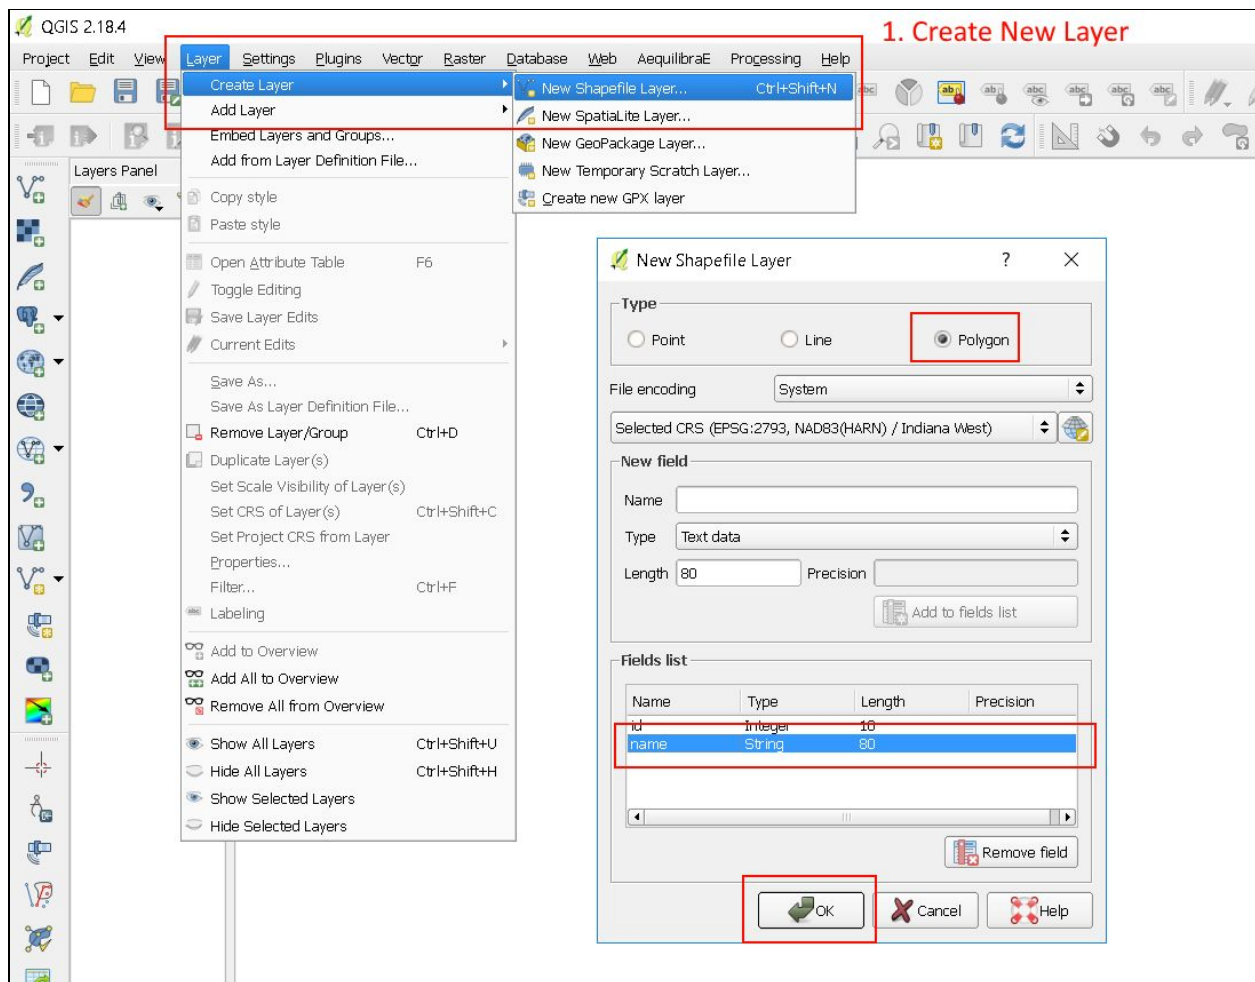 QGIS 2.18.4
1. Create New Layer
Project Edit View Layer Settings Plugins Vector Raster Database Web AequilibraE Processing Help
Create Layer
Add Layer
Embed Layers and Groups...
Add from Layer Definition File...
Copy style
Paste style
Open Attribute Table F6
Toggle Editing
Save Layer Edits
Current Edits
Save As...
Save As Layer Definition File...
Remove Layer/Group Ctrl+D
Duplicate Layer(s)
Set Scale Visibility of Layer(s)
Set CRS of Layer(s) Ctrl+Shift+C
Set Project CRS from Layer
Properties...
Filter... Ctrl+F
Labeling
Add to Overview
Add All to Overview
Remove All from Overview
Show All Layers Ctrl+Shift+U
Hide All Layers Ctrl+Shift+H
Show Selected Layers
Hide Selected Layers
New Shapefile Layer... Ctrl+Shift+N
New SpatiaLite Layer...
New GeoPackage Layer...
New Temporary Scratch Layer...
Create new GPX layer
abc ab abc abc abc abc
Layers Panel
New Shapefile Layer ?
Type
Point Line Polygon
File encoding System
Selected CRS (EPSG:2793, NAD83(HARN) / Indiana West)
New field
Name
Type Text data
Length 80 Precision
Add to fields list
Fields list
Name Type Length Precision
id Integer 10
name String 80
Remove field
OK Cancel Help